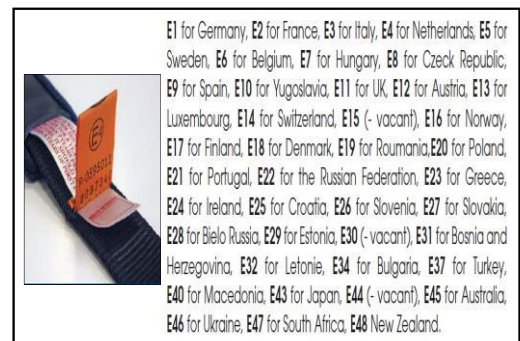 E1 for Germany, E2 for France, E3 for Italy, E4 for Netherlands, E5 for
Sweden, E6 for Belgium, E7 for Hungary, E8 for Czeck Republic,
E9 for Spain, E10 for Yugoslavia, E11 for UK, E12 for Austria, E13 for
Luxembourg, E14 for Switzerland, E15 (- vacant), E16 for Norway,
E17 for Finland, E18 for Denmark, E19 for Roumania,E20 for Poland,
E21 for Portugal, E22 for the Russian Federation, E23 for Greece,
E24 for Ireland, E25 for Croatia, E26 for Slovenia, E27 for Slovakia,
E28 for Bielo Russia, E29 for Estonia, E30 (- vacant), E31 for Bosnia and
Herzegovina, E32 for Letonie, E34 for Bulgaria, E37 for Turkey,
E40 for Macedonia, E43 for Japan, E44 (- vacant), E45 for Australia,
E46 for Ukraine, E47 for South Africa, E48 New Zealand.
E4